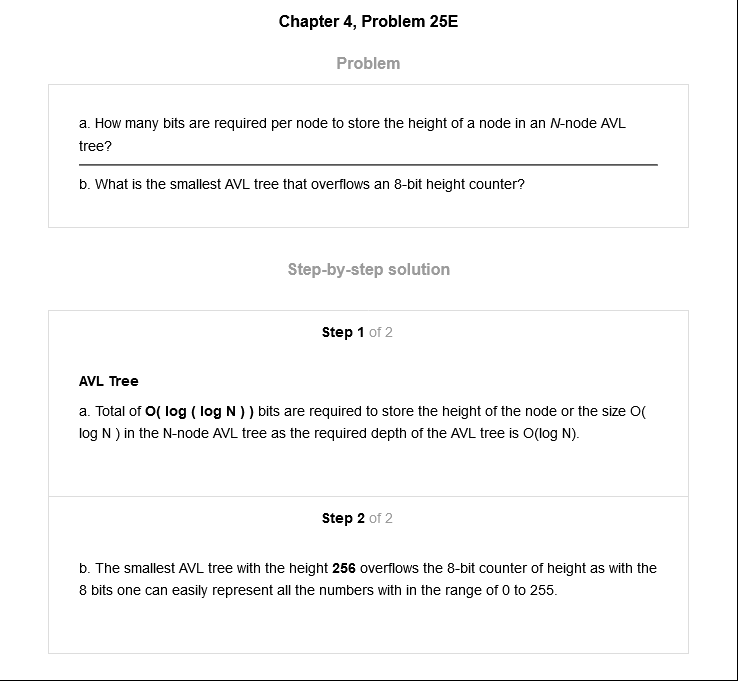 Chapter 4, Problem 25E
Problem
a. How many bits are required per node to store the height of a node in an N-node AVL
tree?
b. What is the smallest AVL tree that overflows an 8-bit height counter?
Step-by-step solution
Step 1 of 2
AVL Tree
a. Total of O( log ( log N ) ) bits are required to store the height of the node or the size O(
log N ) in the N-node AVL tree as the required depth of the AVL tree is O(log N).
Step 2 of 2
b. The smallest AVL tree with the height 256 overflows the 8-bit counter of height as with the
8 bits one can easily represent all the numbers with in the range of 0 to 255.